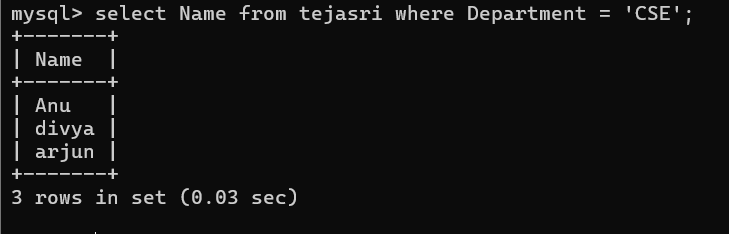 mysql> select Name from tejasri where Department = 'CSE';
+-------+
| Name  |
+-------+
| Anu   |
| divya |
| arjun |
+-------+
3 rows in set (0.03 sec)